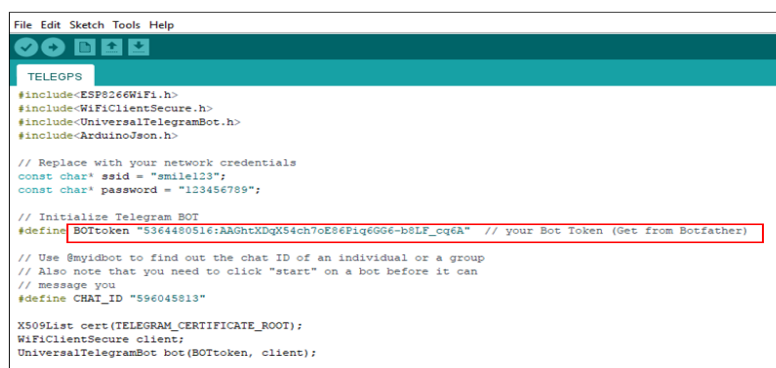 File Edit Sketch Tools Help
TELEGPS
#include<ESP8266WiFi.h>
#include<WiFiClientSecure.h>
#include<UniversalTelegramBot.h>
#include<ArduinoJson.h>
// Replace with your network credentials
const char* ssid = "smile123";
const char* password = "123456789";
// Initialize Telegram BOT
#define BOTtoken "5364480516:AAGhtXDqX54ch7oE86Piq6GG6-b8LF_cq6A" // your Bot Token (Get from Botfather)
// Use @myidbot to find out the chat ID of an individual or a group
// Also note that you need to click "start" on a bot before it can
// message you
#define CHAT_ID "596045813"
X509List cert(TELEGRAM_CERTIFICATE_ROOT);
WiFiClientSecure client;
UniversalTelegramBot bot(BOTtoken, client);